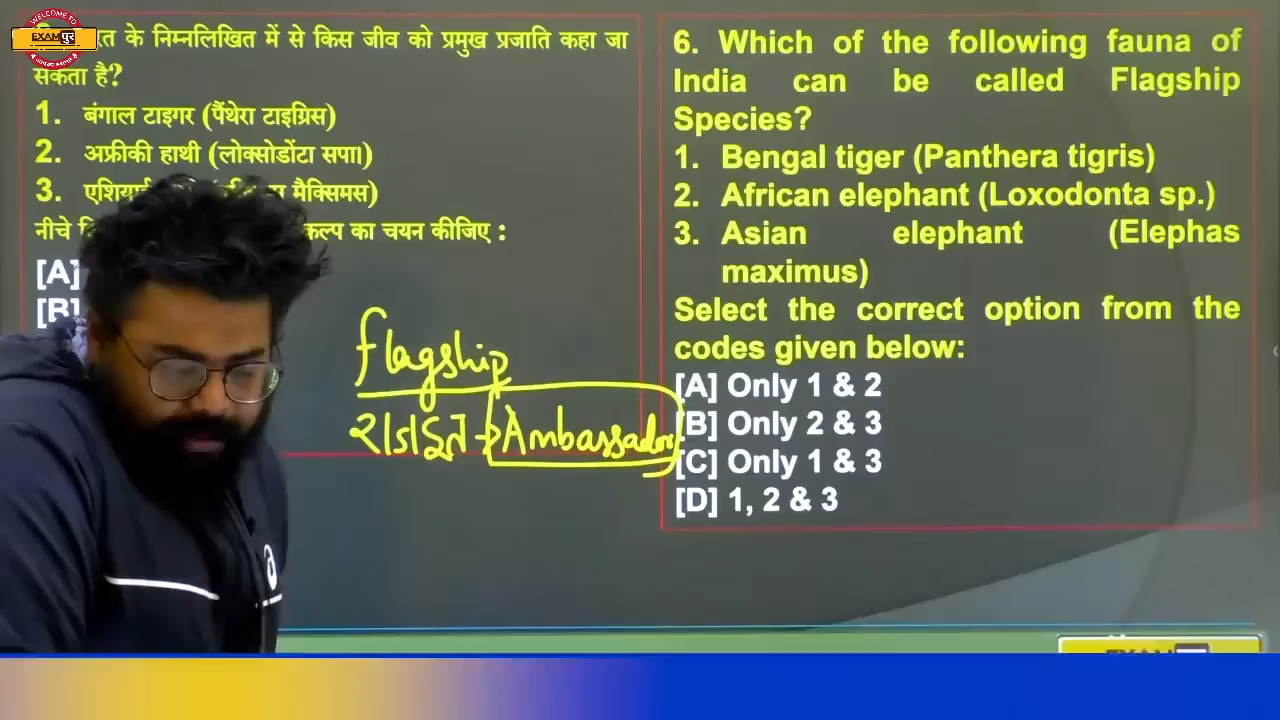 WELCOME TO
EXAM पुर
के निम्नलिखित में से किस जीव को प्रमुख प्रजाति कहा जा
सकता है?
1. बंगाल टाइगर (पैंथेरा टाइग्रिस)
2. अफ्रीकी हाथी (लोक्सोडोंटा सपा।)
3. मैक्सिमस)
नीचे का चयन कीजिए :
[A]
[B]
flagship
राजदूत → Ambassador
6. Which of the following fauna of
India can be called Flagship
Species?
1. Bengal tiger (Panthera tigris)
2. African elephant (Loxodonta sp.)
3. Asian elephant (Elephas
maximus)
Select the correct option from the
codes given below:
[A] Only 1 & 2
[B] Only 2 & 3
[C] Only 1 & 3
[D] 1, 2 & 3